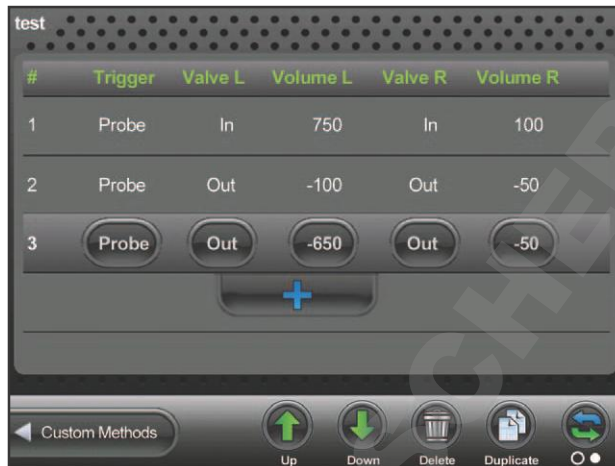 test
# Trigger Valve L Volume L Valve R Volume R
1 Probe In 750 In 100
2 Probe Out -100 Out -50
3 Probe Out -650 Out -50
Custom Methods
Up Down Delete Duplicate